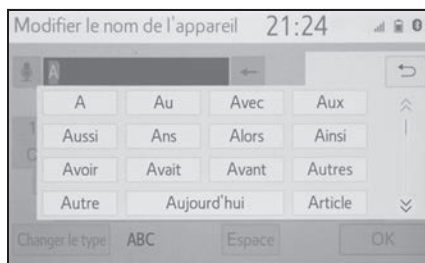 Modifier le nom de l'appareil 21:24
A
A Au Avec Aux
Aussi Ans Alors Ainsi
Avoir Avait Avant Autres
Autre Aujourd'hui Article
Changer le type ABC Espace OK